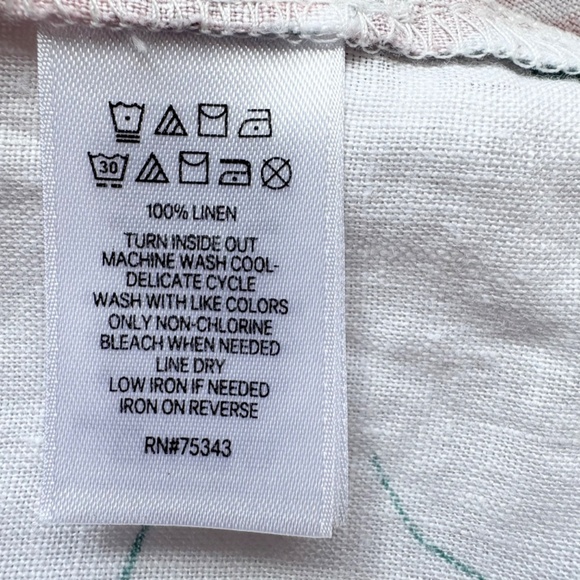 30
100% LINEN
TURN INSIDE OUT
MACHINE WASH COOL-
DELICATE CYCLE
WASH WITH LIKE COLORS
ONLY NON-CHLORINE
BLEACH WHEN NEEDED
LINE DRY
LOW IRON IF NEEDED
IRON ON REVERSE
RN#75343